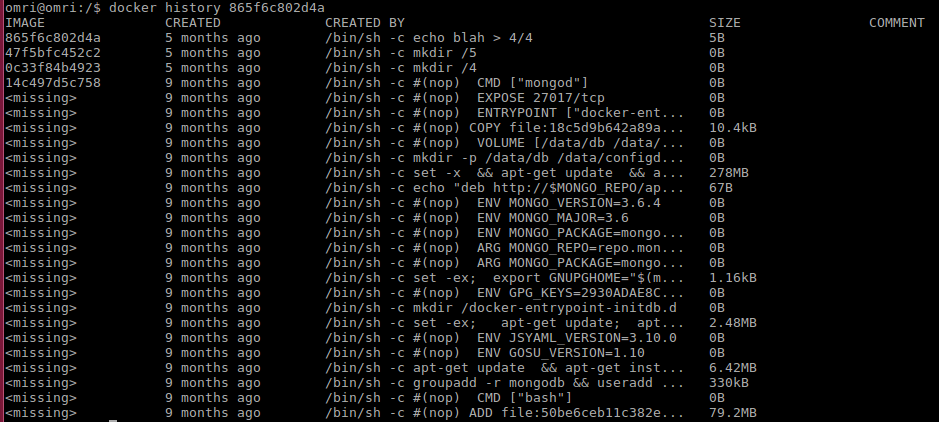 omri@omri:/$ docker history 865f6c802d4a
IMAGE CREATED CREATED BY SIZE COMMENT
865f6c802d4a 5 months ago /bin/sh -c echo blah > 4/4 5B
47f5bfc452c2 5 months ago /bin/sh -c mkdir /5 0B
0c33f84b4923 5 months ago /bin/sh -c mkdir /4 0B
14c497d5c758 9 months ago /bin/sh -c #(nop)  CMD ["mongod"] 0B
<missing> 9 months ago /bin/sh -c #(nop)  EXPOSE 27017/tcp 0B
<missing> 9 months ago /bin/sh -c #(nop)  ENTRYPOINT ["docker-ent... 0B
<missing> 9 months ago /bin/sh -c #(nop) COPY file:18c5d9b642a89a... 10.4kB
<missing> 9 months ago /bin/sh -c #(nop)  VOLUME [/data/db /data/... 0B
<missing> 9 months ago /bin/sh -c mkdir -p /data/db /data/configd... 0B
<missing> 9 months ago /bin/sh -c set -x  && apt-get update  && a... 278MB
<missing> 9 months ago /bin/sh -c echo "deb http://$MONGO_REPO/ap... 67B
<missing> 9 months ago /bin/sh -c #(nop)  ENV MONGO_VERSION=3.6.4 0B
<missing> 9 months ago /bin/sh -c #(nop)  ENV MONGO_MAJOR=3.6 0B
<missing> 9 months ago /bin/sh -c #(nop)  ENV MONGO_PACKAGE=mongo... 0B
<missing> 9 months ago /bin/sh -c #(nop)  ARG MONGO_REPO=repo.mon... 0B
<missing> 9 months ago /bin/sh -c #(nop)  ARG MONGO_PACKAGE=mongo... 0B
<missing> 9 months ago /bin/sh -c set -ex;  export GNUPGHOME="$(m... 1.16kB
<missing> 9 months ago /bin/sh -c #(nop)  ENV GPG_KEYS=2930ADAE8C... 0B
<missing> 9 months ago /bin/sh -c mkdir /docker-entrypoint-initdb.d 0B
<missing> 9 months ago /bin/sh -c set -ex;   apt-get update;  apt... 2.48MB
<missing> 9 months ago /bin/sh -c #(nop)  ENV JSYAML_VERSION=3.10.0 0B
<missing> 9 months ago /bin/sh -c #(nop)  ENV GOSU_VERSION=1.10 0B
<missing> 9 months ago /bin/sh -c apt-get update  && apt-get inst... 6.42MB
<missing> 9 months ago /bin/sh -c groupadd -r mongodb && useradd ... 330kB
<missing> 9 months ago /bin/sh -c #(nop)  CMD ["bash"] 0B
<missing> 9 months ago /bin/sh -c #(nop) ADD file:50be6ceb11c382e... 79.2MB